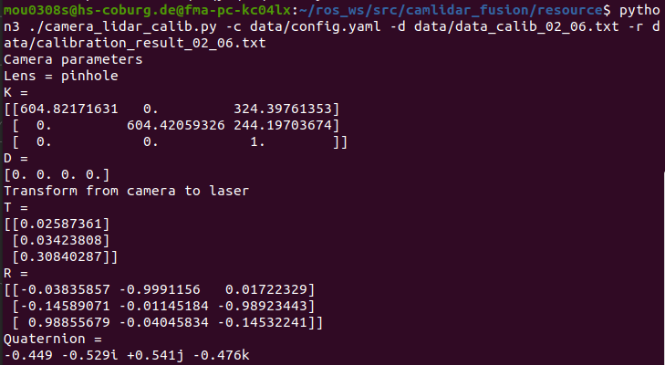 mou0308s@hs-coburg.de@fma-pc-kc04lx:~/ros_ws/src/camlidar_fusion/resource$ pytho
n3 ./camera_lidar_calib.py -c data/config.yaml -d data/data_calib_02_06.txt -r d
ata/calibration_result_02_06.txt
Camera parameters
Lens = pinhole
K =
[[604.82171631   0.         324.39761353]
 [  0.         604.42059326 244.19703674]
 [  0.           0.           1.        ]]
D =
[0. 0. 0. 0.]
Transform from camera to laser
T =
[[0.02587361]
 [0.03423808]
 [0.30840287]]
R =
[[-0.03835857 -0.9991156   0.01722329]
 [-0.14589071 -0.01145184 -0.98923443]
 [ 0.98855679 -0.04045834 -0.14532241]]
Quaternion =
-0.449 -0.529i +0.541j -0.476k